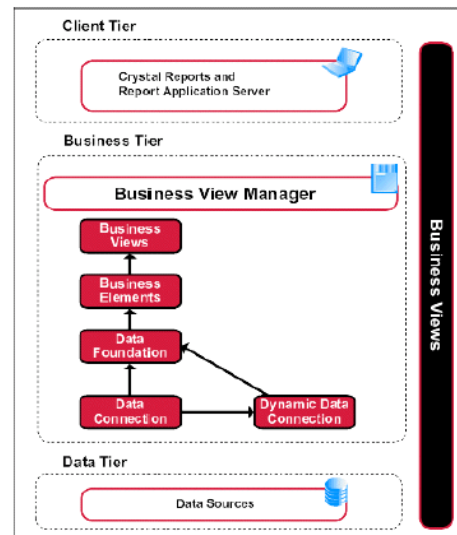 Client Tier
Crystal Reports and
Report Application Server
Business Tier
Business View Manager
Business
Views
Business
Elements
Data
Foundation
Data
Connection
Dynamic Data
Connection
Data Tier
Data Sources
Business Views